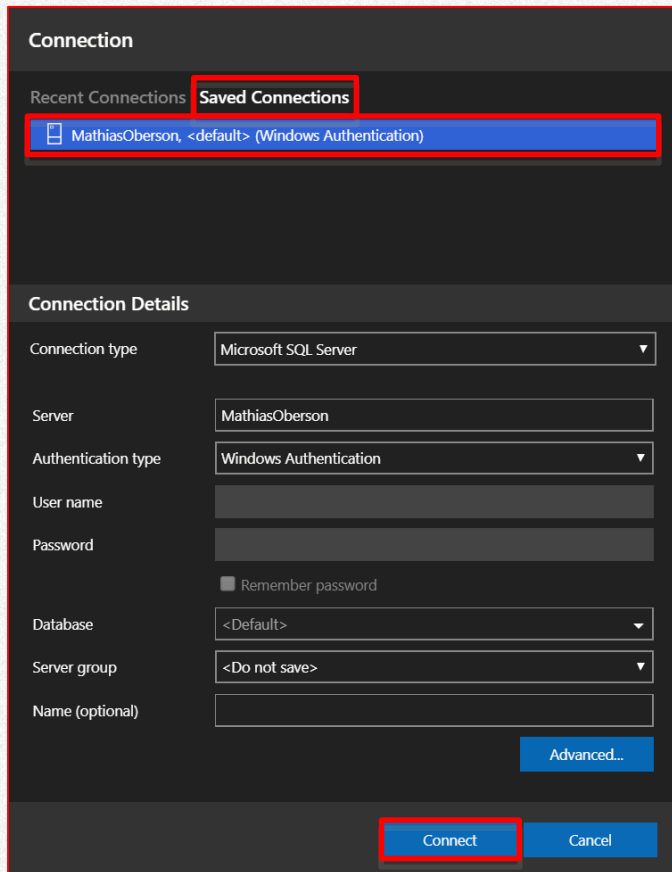 Connection
Recent Connections Saved Connections
MathiasOberson, <default> (Windows Authentication)
Connection Details
Connection type Microsoft SQL Server
Server MathiasOberson
Authentication type Windows Authentication
User name
Password
Remember password
Database <Default>
Server group <Do not save>
Name (optional)
Advanced...
Connect Cancel